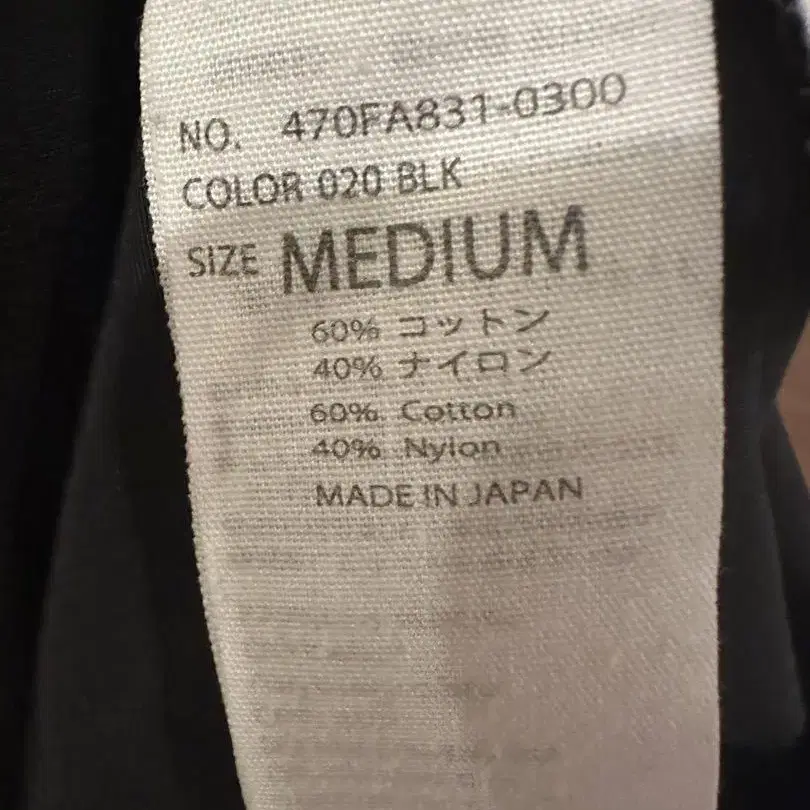 NO. 470FA831-0300
COLOR 020 BLK
SIZE MEDIUM
60% コットン
40% ナイロン
60% Cotton
40% Nylon
MADE IN JAPAN